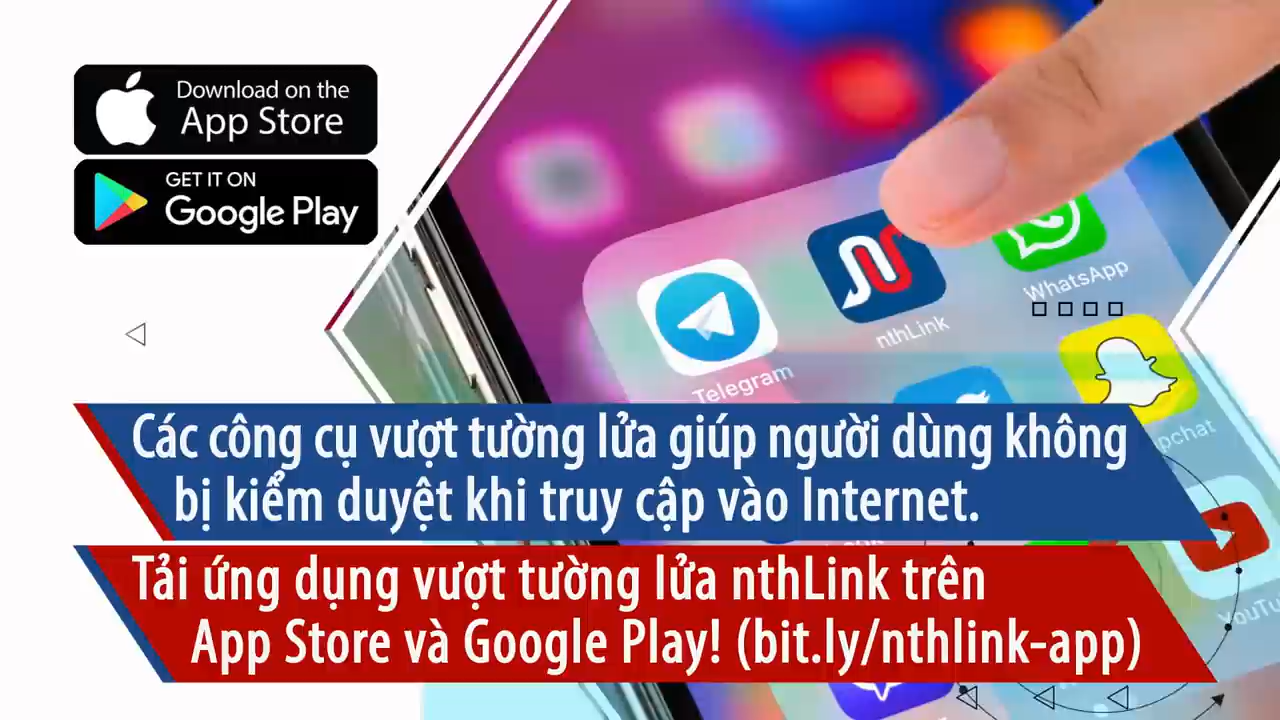 Download on the
App Store
GET IT ON
Google Play
WhatsApp
nthLink
Telegram
pchat
YouTu
Các công cụ vượt tường lửa giúp người dùng không
bị kiểm duyệt khi truy cập vào Internet.
Tải ứng dụng vượt tường lửa nthLink trên
App Store và Google Play! (bit.ly/nthlink-app)